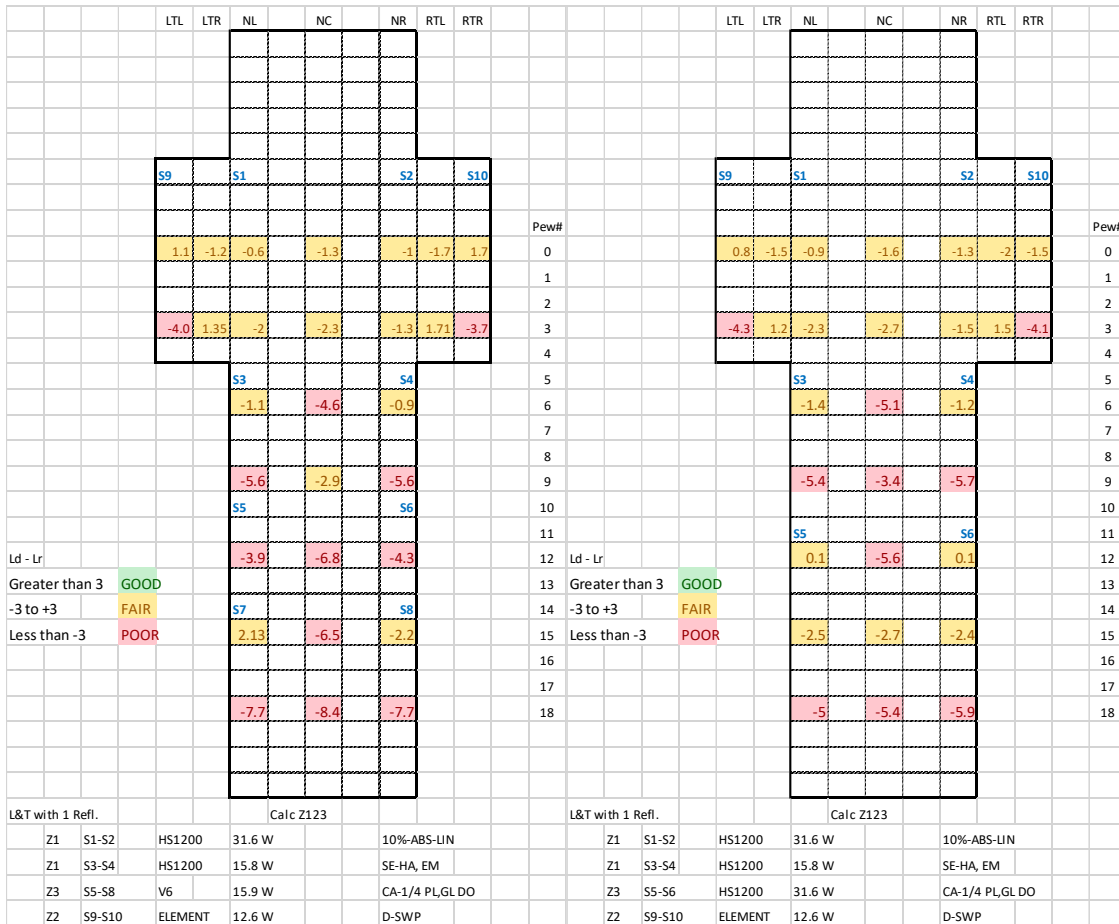 LTL LTR NL NC NR RTL RTR LTL LTR NL NC NR RTL RTR
S9 S1 S2 S10 S9 S1 S2 S10
Pew# Pew#
1.1 -1.2 -0.6 -1.3 -1 -1.7 1.7 0 0.8 -1.5 -0.9 -1.6 -1.3 -2 -1.5 0
1 1
2 2
-4.0 1.35 -2 -2.3 -1.3 1.71 -3.7 3 -4.3 1.2 -2.3 -2.7 -1.5 1.5 -4.1 3
4 4
S3 S4 5 S3 S4 5
-1.1 -4.6 -0.9 6 -1.4 -5.1 -1.2 6
7 7
8 8
-5.6 -2.9 -5.6 9 -5.4 -3.4 -5.7 9
S5 S6 10 10
11 S5 S6 11
Ld - Lr -3.9 -6.8 -4.3 12 Ld - Lr 0.1 -5.6 0.1 12
Greater than 3 GOOD 13 Greater than 3 GOOD 13
-3 to +3 FAIR S7 S8 14 -3 to +3 FAIR 14
Less than -3 POOR 2.13 -6.5 -2.2 15 Less than -3 POOR -2.5 -2.7 -2.4 15
16 16
17 17
-7.7 -8.4 -7.7 18 -5 -5.4 -5.9 18
L&T with 1 Refl. Calc Z123 L&T with 1 Refl. Calc Z123
Z1 S1-S2 HS1200 31.6 W 10%-ABS-LIN Z1 S1-S2 HS1200 31.6 W 10%-ABS-LIN
Z1 S3-S4 HS1200 15.8 W SE-HA, EM Z1 S3-S4 HS1200 15.8 W SE-HA, EM
Z3 S5-S8 V6 15.9 W CA-1/4 PL,GL DO Z3 S5-S6 HS1200 31.6 W CA-1/4 PL,GL DO
Z2 S9-S10 ELEMENT 12.6 W D-SWP Z2 S9-S10 ELEMENT 12.6 W D-SWP